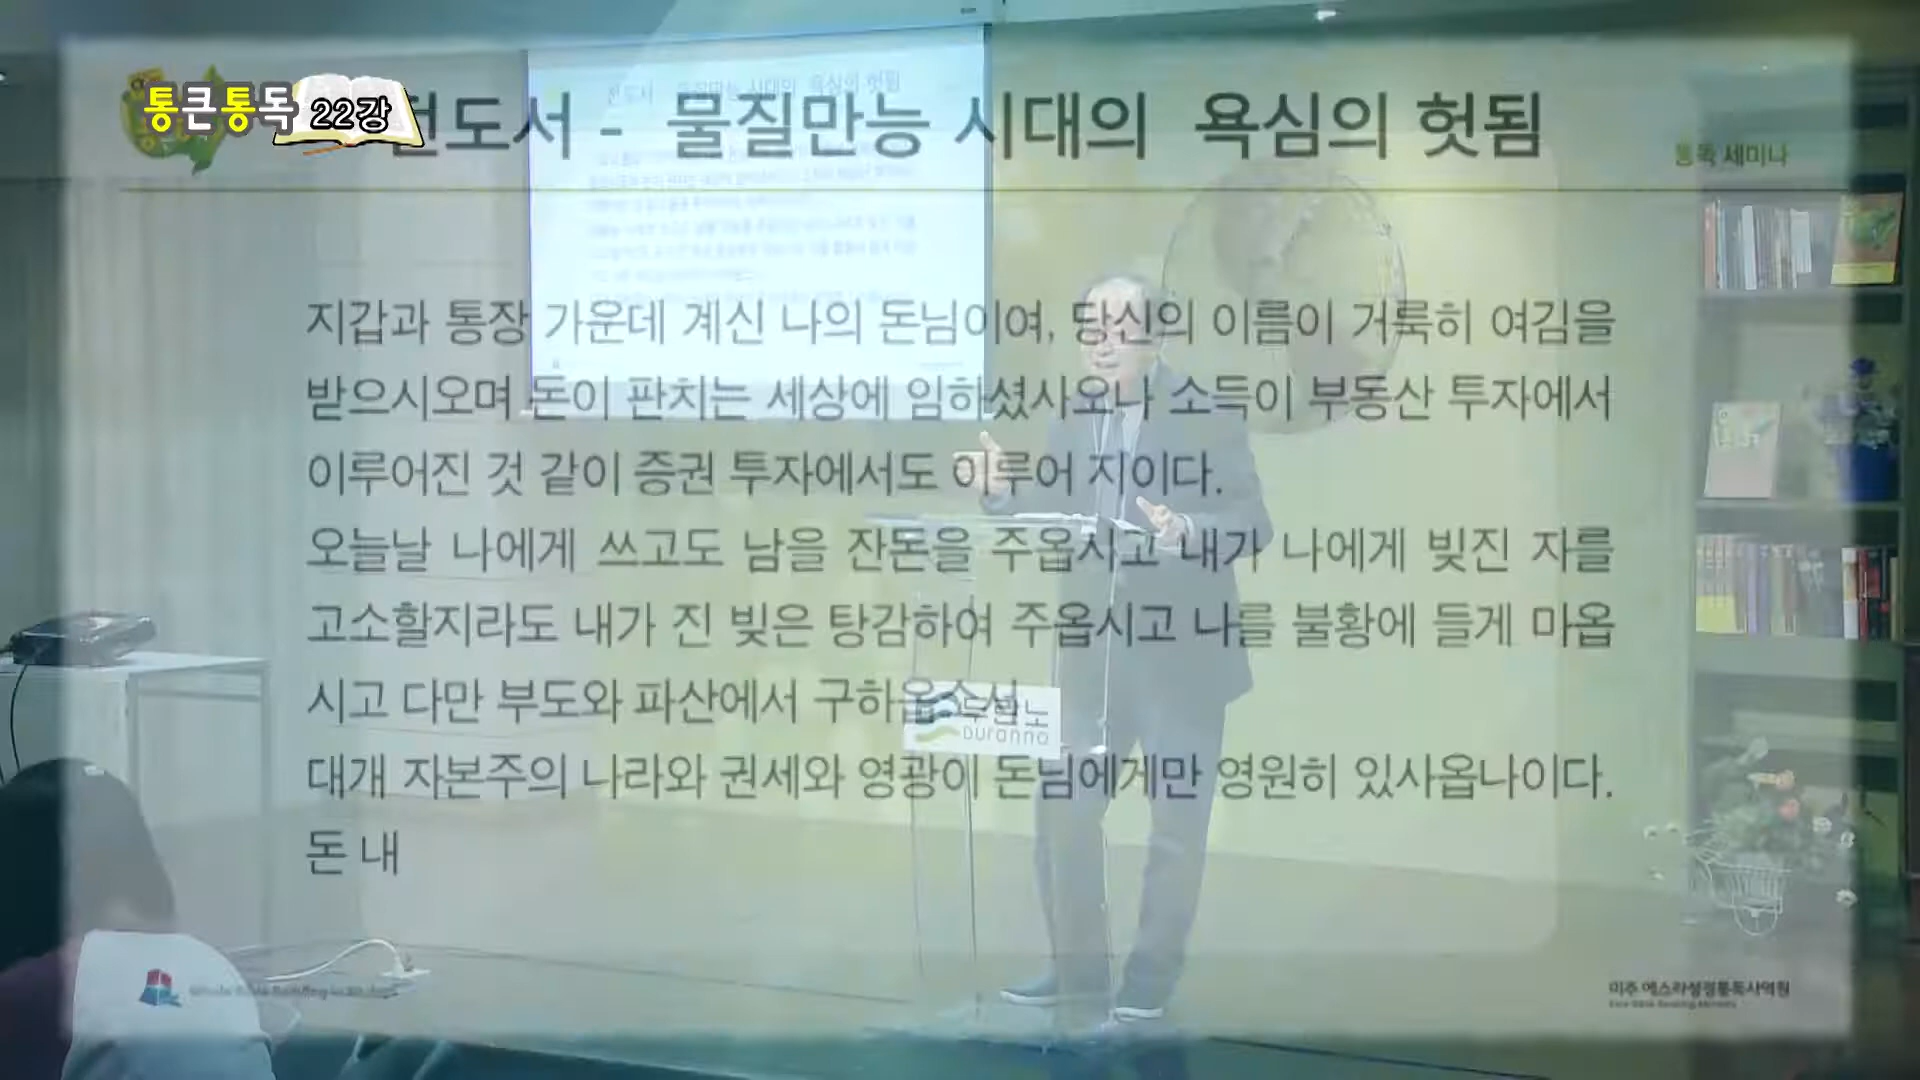 통큰통독 22강
전도서 - 물질만능 시대의 욕심의 헛됨
통독 세미나
지갑과 통장 가운데 계신 나의 돈님이여, 당신의 이름이 거룩히 여김을
받으시오며 돈이 판치는 세상에 임하셨사오나 소득이 부동산 투자에서
이루어진 것 같이 증권 투자에서도 이루어 지이다.
오늘날 나에게 쓰고도 남을 잔돈을 주옵시고 내가 나에게 빚진 자를
고소할지라도 내가 진 빚은 탕감하여 주옵시고 나를 불황에 들게 마옵
시고 다만 부도와 파산에서 구하옵소서
대개 자본주의 나라와 권세와 영광이 돈님에게만 영원히 있사옵나이다.
돈 내
두란노
Duranno
미주 에스라성경통독사역원